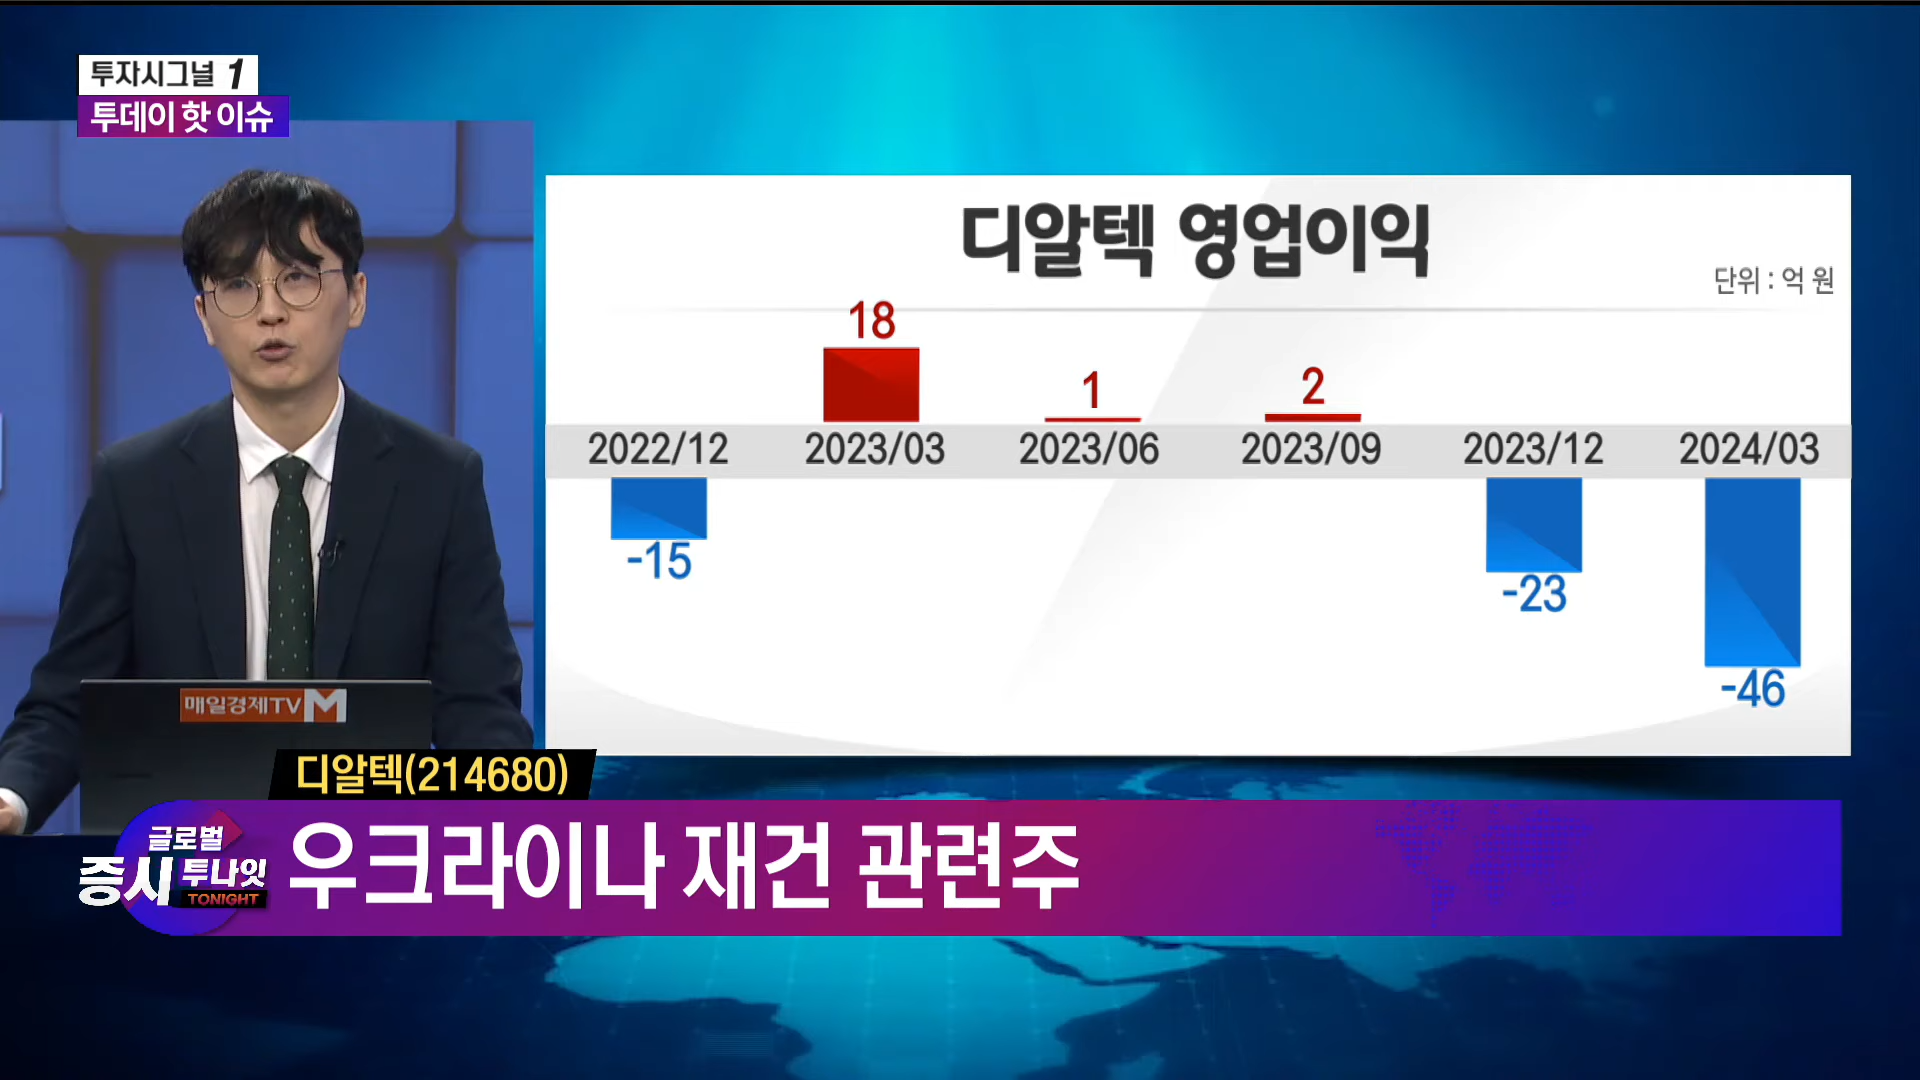 투자시그널 1
투데이 핫 이슈
디알텍 영업이익
단위 : 억 원
18
1
2
2022/12
2023/03
2023/06
2023/09
2023/12
2024/03
-15
-23
-46
매일경제TV M
디알텍(214680)
글로벌
증시 투나잇
TONIGHT
우크라이나 재건 관련주